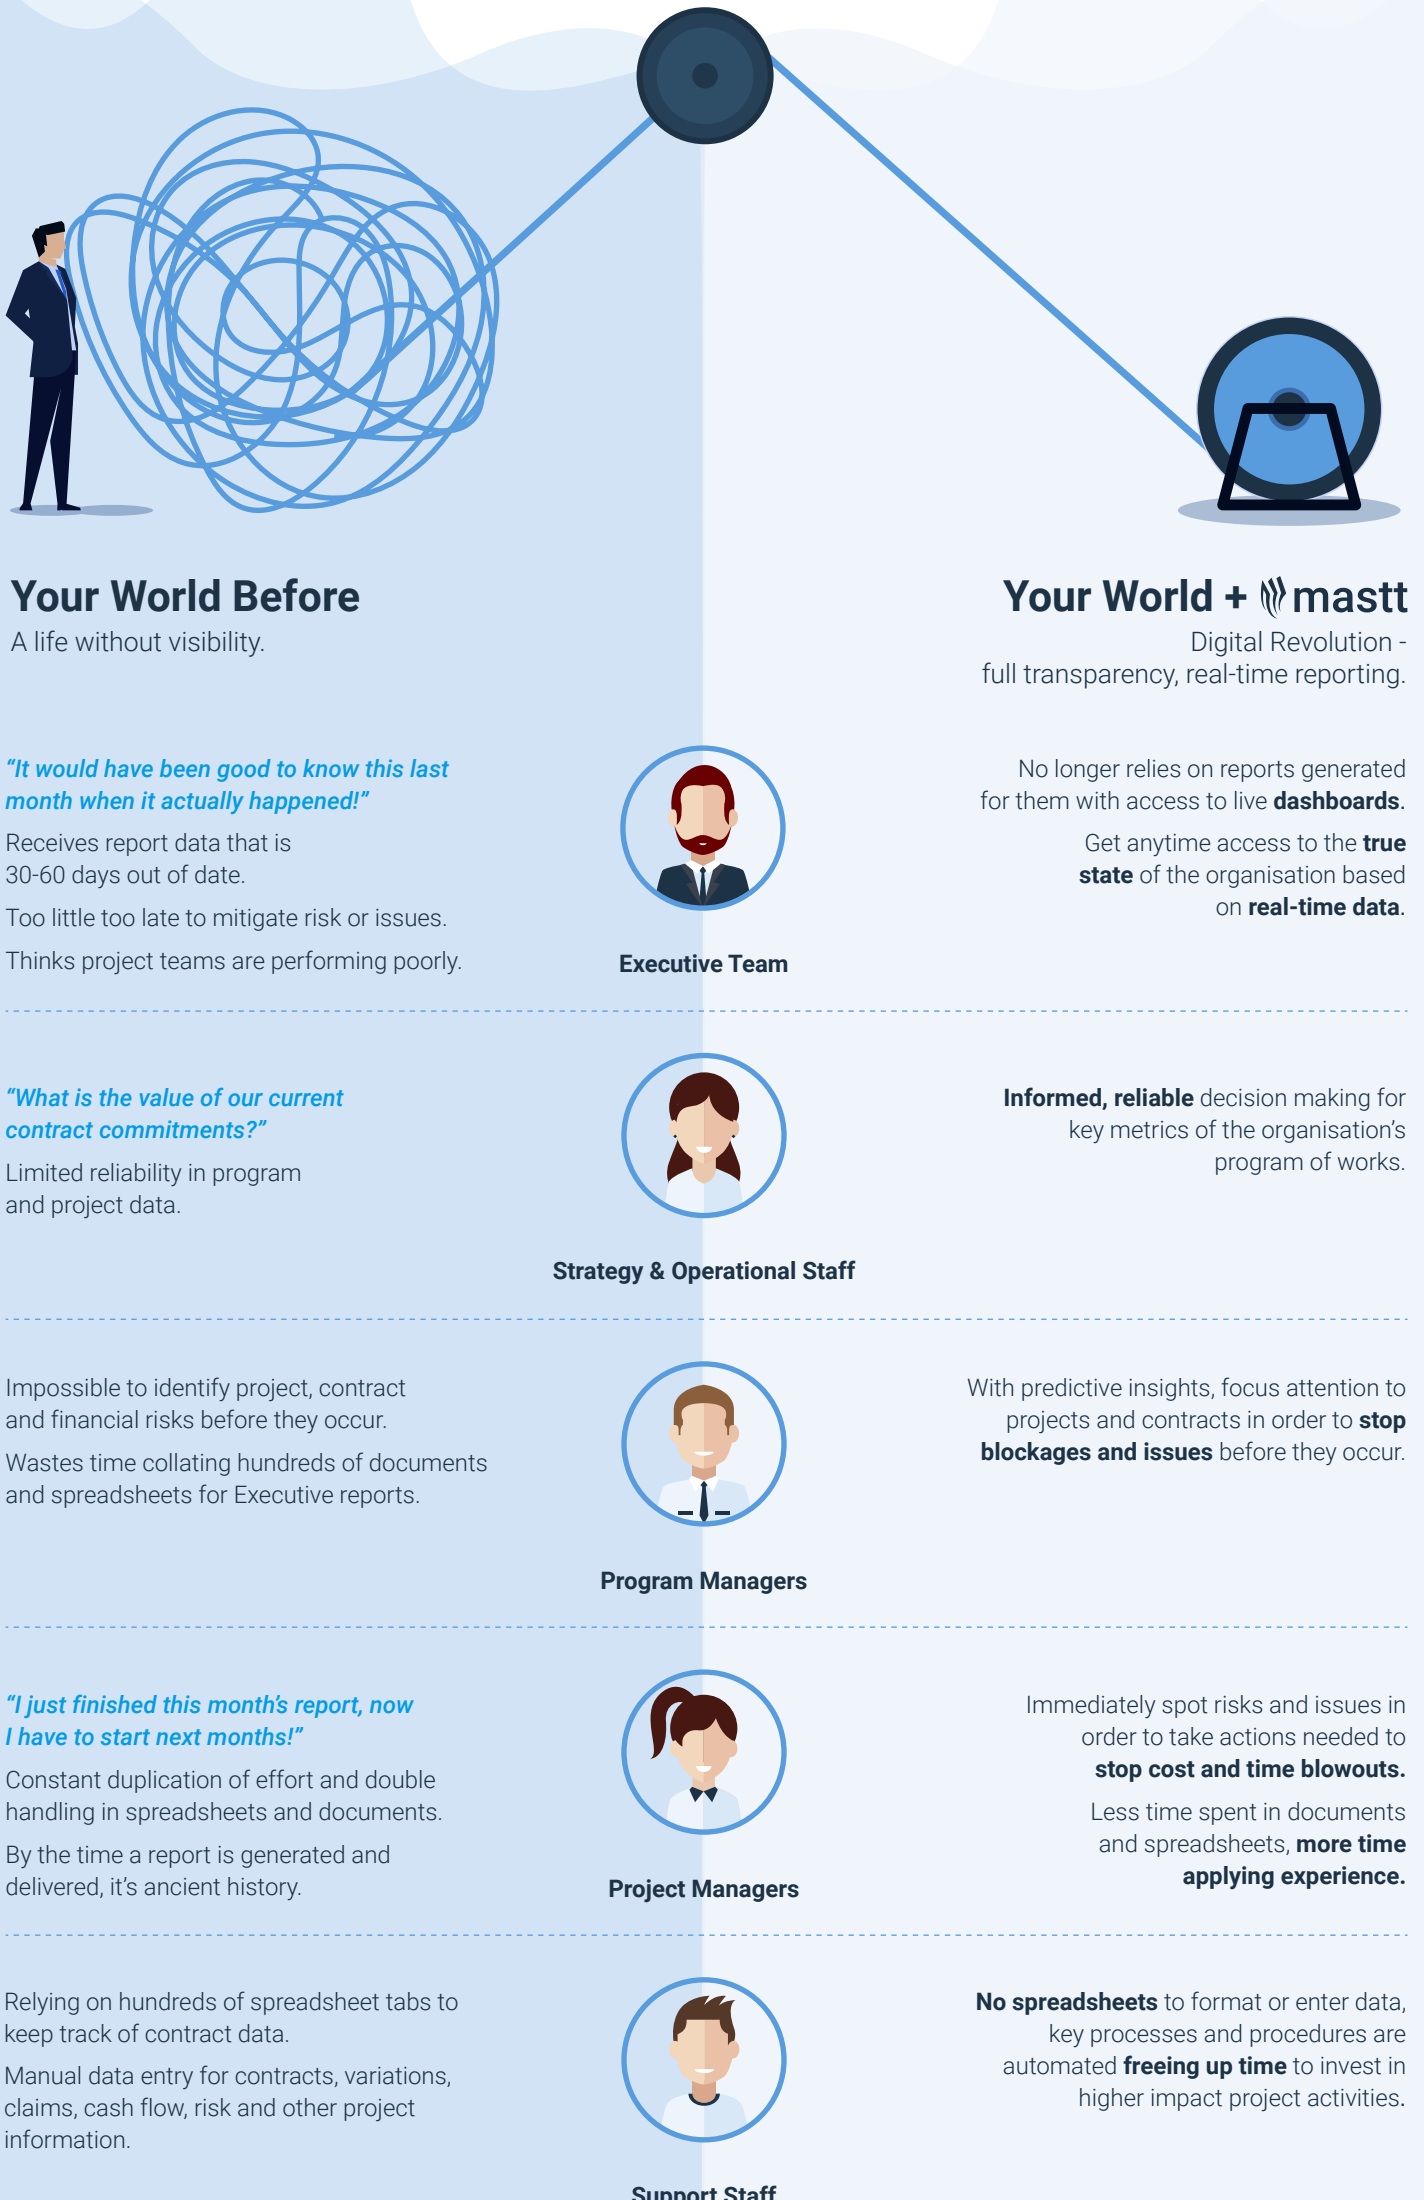 Your World Before
A life without visibility.
Your World + mastt
Digital Revolution -
full transparency, real-time reporting.
“It would have been good to know this last
month when it actually happened!”
Receives report data that is
30-60 days out of date.
Too little too late to mitigate risk or issues.
Thinks project teams are performing poorly.
Executive Team
No longer relies on reports generated
for them with access to live dashboards.
Get anytime access to the true
state of the organisation based
on real-time data.
“What is the value of our current
contract commitments?”
Limited reliability in program
and project data.
Strategy & Operational Staff
Informed, reliable decision making for
key metrics of the organisation’s
program of works.
Impossible to identify project, contract
and financial risks before they occur.
Wastes time collating hundreds of documents
and spreadsheets for Executive reports.
Program Managers
With predictive insights, focus attention to
projects and contracts in order to stop
blockages and issues before they occur.
“I just finished this month’s report, now
I have to start next months!”
Constant duplication of effort and double
handling in spreadsheets and documents.
By the time a report is generated and
delivered, it’s ancient history.
Project Managers
Immediately spot risks and issues in
order to take actions needed to
stop cost and time blowouts.
Less time spent in documents
and spreadsheets, more time
applying experience.
Relying on hundreds of spreadsheet tabs to
keep track of contract data.
Manual data entry for contracts, variations,
claims, cash flow, risk and other project
information.
Support Staff
No spreadsheets to format or enter data,
key processes and procedures are
automated freeing up time to invest in
higher impact project activities.